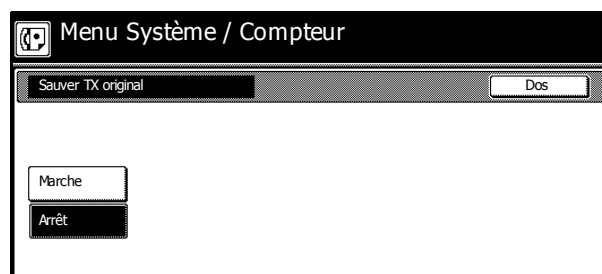 Menu Système / Compteur
Sauver TX original
Dos
Marche
Arrêt